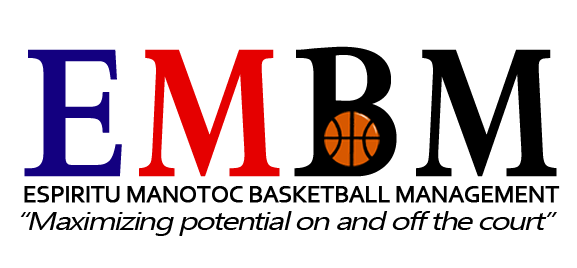 EMBM
ESPIRITU MANOTOC BASKETBALL MANAGEMENT
“Maximizing potential on and off the court”